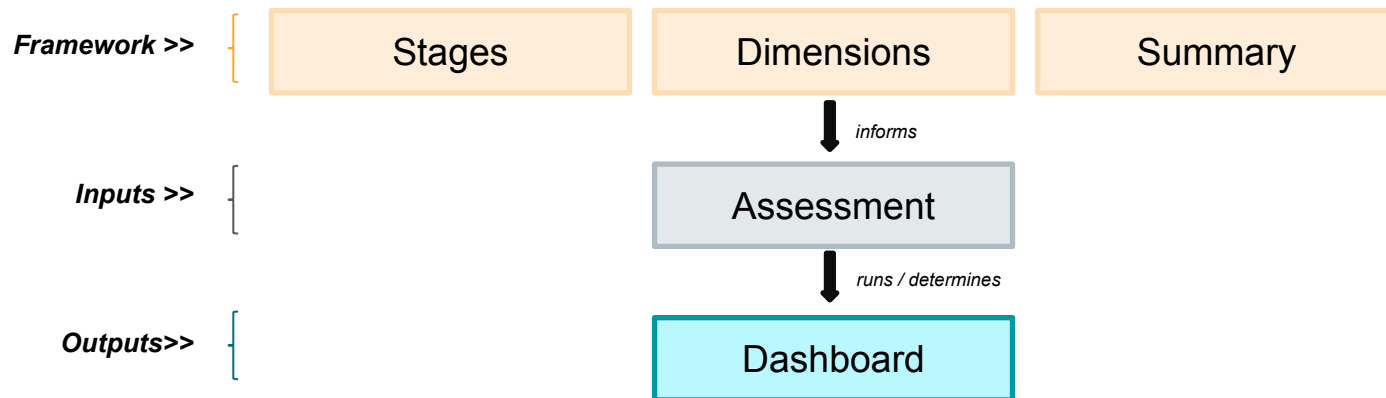 Framework >>
Stages
Dimensions
Summary
informs
Inputs >>
Assessment
runs / determines
Outputs>>
Dashboard